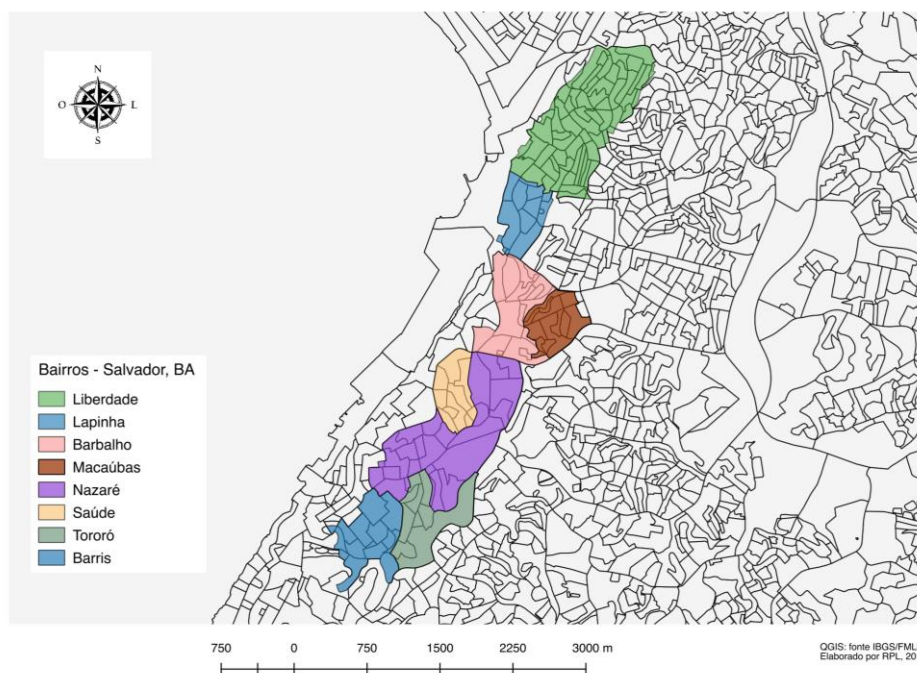 N
O L
S
Bairros - Salvador, BA
Liberdade
Lapinha
Barbalho
Macaúbas
Nazaré
Saúde
Tororó
Barris
750 0 750 1500 2250 3000 m
QGIS: fonte IBGS/FML
Elaborado por RPL, 20